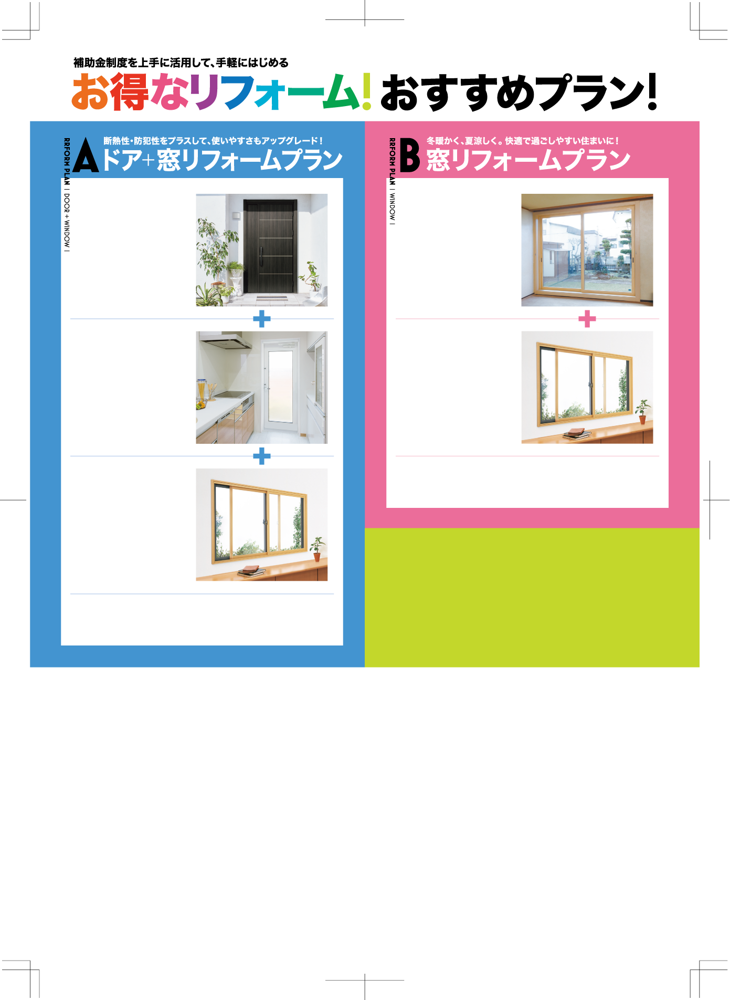 補助金制度を上手に活用して、手軽にはじめる
お得なリフォーム!おすすめプラン!
RRFORM PLAN | DOOR + WINDOW |
A
断熱性・防犯性をプラスして、使いやすさもアップグレード!
ドア+窓リフォームプラン
RRFORM PLAN | WINDOW |
B
冬暖かく、夏涼しく。快適で過ごしやすい住まいに!
窓リフォームプラン